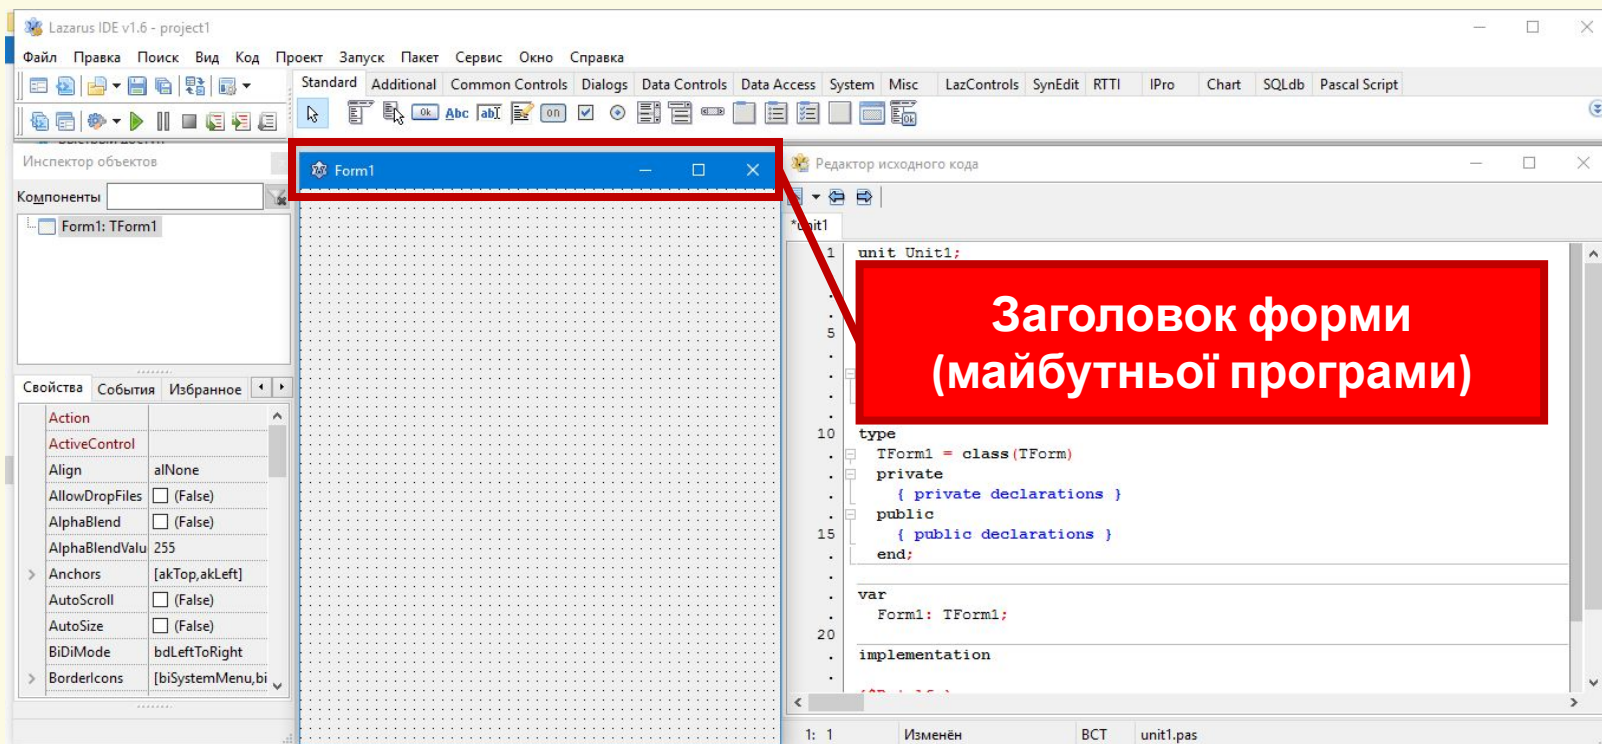 Lazarus IDE v1.6 - project1
Файл Правка Поиск Вид Код Проект Запуск Пакет Сервис Окно Справка
Standard Additional Common Controls Dialogs Data Controls Data Access System Misc LazControls SynEdit RTTI IPro Chart SQLdb Pascal Script
Ok Abc abI on
Инспектор объектов
Компоненты
Form1: TForm1
Свойства События Избранное
Action
ActiveControl
Align alNone
AllowDropFiles (False)
AlphaBlend (False)
AlphaBlendValu 255
Anchors [akTop,akLeft]
AutoScroll (False)
AutoSize (False)
BiDiMode bdLeftToRight
BorderIcons [biSystemMenu,bi
Form1
Редактор исходного кода
*unit1
1 unit Unit1;
5
Заголовок форми
(майбутньої програми)
10 type
TForm1 = class(TForm)
private
{ private declarations }
public
15 { public declarations }
end;
var
Form1: TForm1;
20
implementation
1: 1 Изменён ВСТ unit1.pas